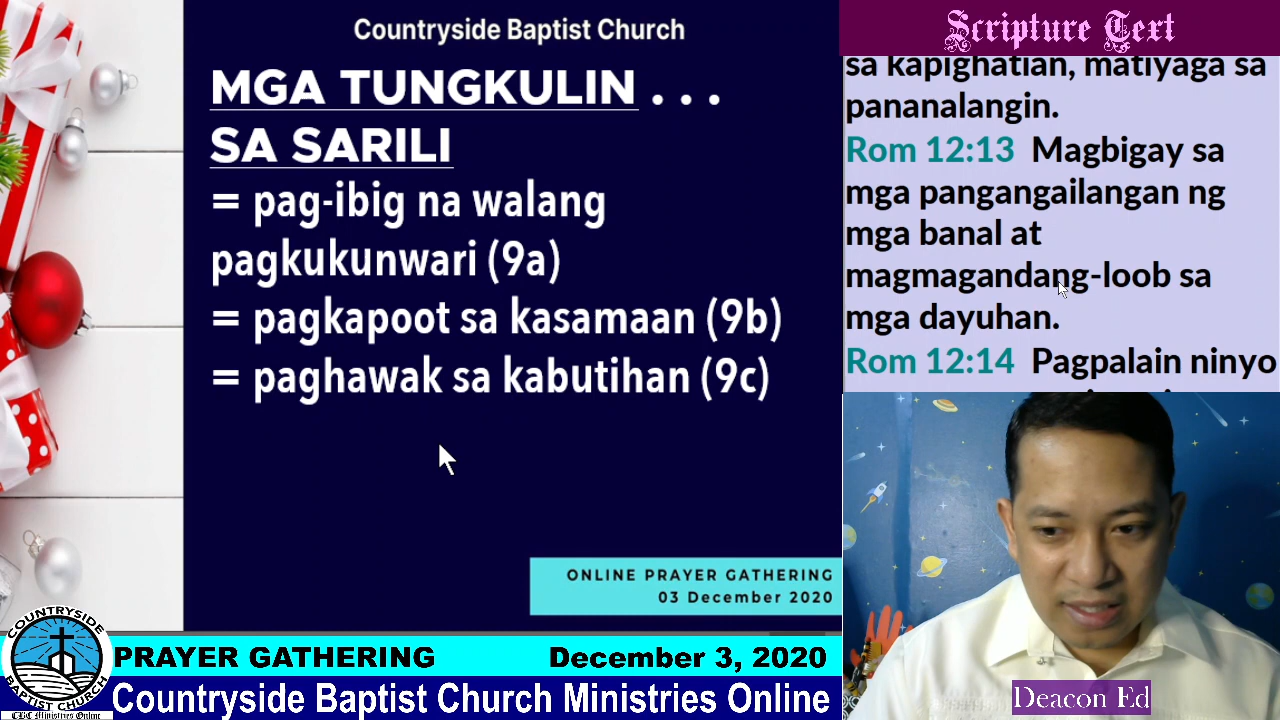 Countryside Baptist Church
MGA TUNGKULIN . . .
SA SARILI
= pag-ibig na walang
pagkukunwari (9a)
= pagkapoot sa kasamaan (9b)
= paghawak sa kabutihan (9c)
ONLINE PRAYER GATHERING
03 December 2020
Scripture Text
sa kapighatian, matiyaga sa
pananalangin.
Rom 12:13 Magbigay sa
mga pangangailangan ng
mga banal at
magmagandang-loob sa
mga dayuhan.
Rom 12:14 Pagpalain ninyo
Deacon Ed
COUNTRYSIDE
BAPTIST CHURCH
CBC Ministries Online
PRAYER GATHERING December 3, 2020
Countryside Baptist Church Ministries Online